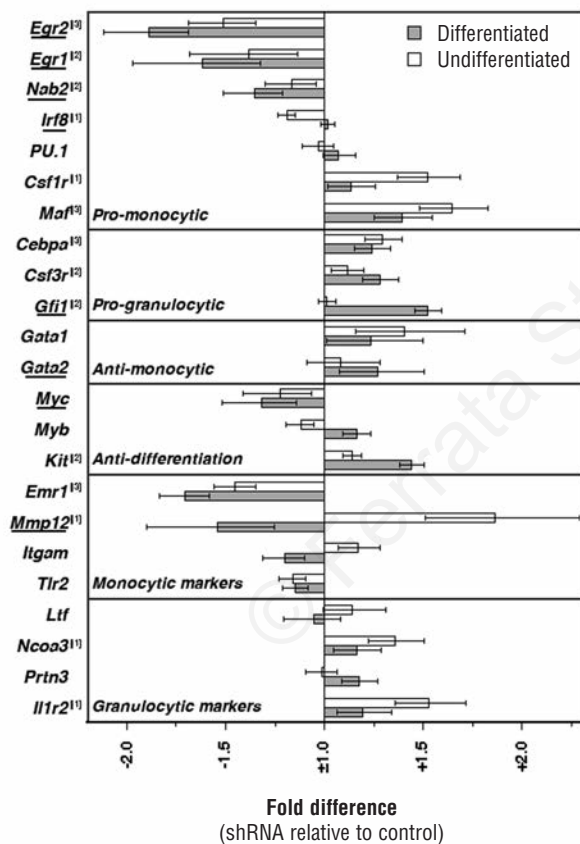 Egr2[3]
Differentiated
Undifferentiated
Egr1[2]
Nab2[2]
Irf8[1]
PU.1
Csf1r[1]
Maf[3]
Pro-monocytic
Cebpa[3]
Csf3r[2]
Gfi1[2]
Pro-granulocytic
Gata1
Gata2
Anti-monocytic
Myc
Myb
Kit[2]
Anti-differentiation
Emr1[3]
Mmp12[1]
Itgam
Tlr2
Monocytic markers
Ltf
Ncoa3[1]
Prtn3
Il1r2[1]
Granulocytic markers
-2.0 -1.5 ±1.0 +1.5 +2.0
Fold difference
(shRNA relative to control)
© Ferrata St